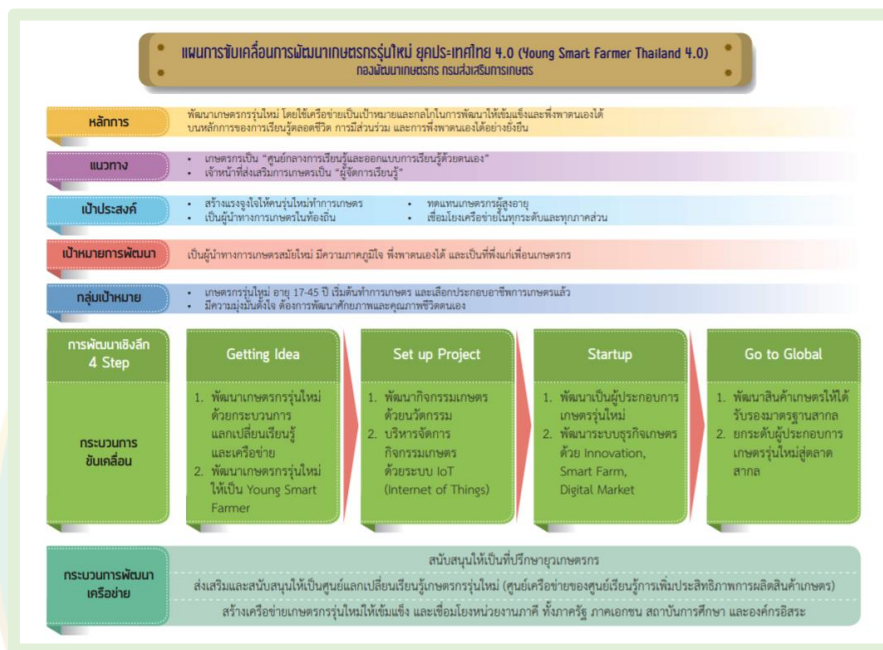 แผนการขับเคลื่อนการพัฒนาเกษตรกรรุ่นใหม่ ยุคประเทศไทย 4.0 (Young Smart Farmer Thailand 4.0)
กองพัฒนาเกษตรกร กรมส่งเสริมการเกษตร
หลักการ
พัฒนาเกษตรกรรุ่นใหม่ โดยใช้เครือข่ายเป็นเป้าหมายและกลไกในการพัฒนาให้เข้มแข็งและพึ่งพาตนเองได้
บนหลักการของการเรียนรู้ตลอดชีวิต การมีส่วนร่วม และการพึ่งพาตนเองได้อย่างยั่งยืน
แนวทาง
• เกษตรกรเป็น “ศูนย์กลางการเรียนรู้และออกแบบการเรียนรู้ด้วยตนเอง”
• เจ้าหน้าที่ส่งเสริมการเกษตรเป็น “ผู้จัดการเรียนรู้”
เป้าประสงค์
• สร้างแรงจูงใจให้คนรุ่นใหม่ทำการเกษตร
• เป็นผู้นำทางการเกษตรในท้องถิ่น
• ทดแทนเกษตรกรผู้สูงอายุ
• เชื่อมโยงเครือข่ายในทุกระดับและทุกภาคส่วน
เป้าหมายการพัฒนา
เป็นผู้นำทางการเกษตรสมัยใหม่ มีความภาคภูมิใจ พึ่งพาตนเองได้ และเป็นที่พึ่งแก่เพื่อนเกษตรกร
กลุ่มเป้าหมาย
• เกษตรกรรุ่นใหม่ อายุ 17-45 ปี เริ่มต้นทำการเกษตร และเลือกประกอบอาชีพการเกษตรแล้ว
• มีความมุ่งมั่นตั้งใจ ต้องการพัฒนาศักยภาพและคุณภาพชีวิตตนเอง
การพัฒนาเชิงลึก
4 Step
Getting Idea
Set up Project
Startup
Go to Global
กระบวนการ
ขับเคลื่อน
1. พัฒนาเกษตรกรรุ่นใหม่
ด้วยกระบวนการ
แลกเปลี่ยนเรียนรู้
และเครือข่าย
2. พัฒนาเกษตรกรรุ่นใหม่
ให้เป็น Young Smart
Farmer
1. พัฒนากิจกรรมเกษตร
ด้วยนวัตกรรม
2. บริหารจัดการ
กิจกรรมเกษตร
ด้วยระบบ IoT
(Internet of Things)
1. พัฒนาเป็นผู้ประกอบการ
เกษตรรุ่นใหม่
2. พัฒนาระบบธุรกิจเกษตร
ด้วย Innovation,
Smart Farm,
Digital Market
1. พัฒนาสินค้าเกษตรให้ได้
รับรองมาตรฐานสากล
2. ยกระดับผู้ประกอบการ
เกษตรรุ่นใหม่สู่ตลาด
สากล
กระบวนการพัฒนา
เครือข่าย
สนับสนุนให้เป็นที่ปรึกษายุวเกษตรกร
ส่งเสริมและสนับสนุนให้เป็นศูนย์แลกเปลี่ยนเรียนรู้เกษตรกรรุ่นใหม่ (ศูนย์เครือข่ายของศูนย์เรียนรู้การเพิ่มประสิทธิภาพการผลิตสินค้าเกษตร)
สร้างเครือข่ายเกษตรกรรุ่นใหม่ให้เข้มแข็ง และเชื่อมโยงหน่วยงานภาคี ทั้งภาครัฐ ภาคเอกชน สถาบันการศึกษา และองค์กรอิสระ